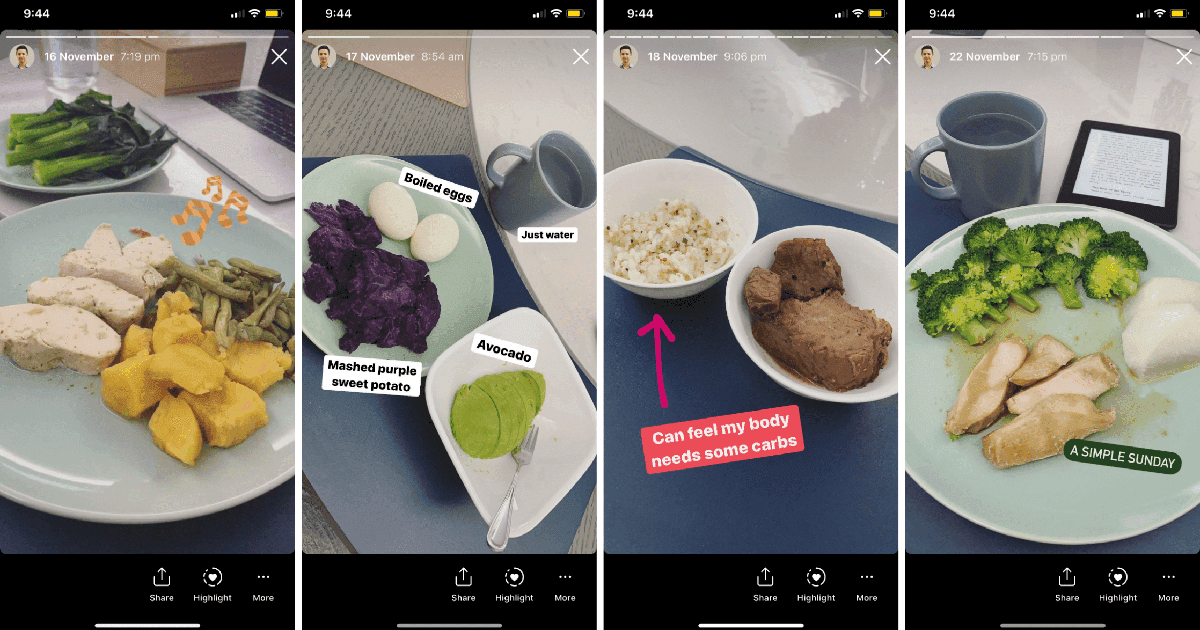 9:44
16 November 7:19 pm
Share
Highlight
More
9:44
17 November 8:54 am
Boiled eggs
Just water
Mashed purple
sweet potato
Avocado
Share
Highlight
More
9:44
18 November 9:06 pm
Can feel my body
needs some carbs
Share
Highlight
More
9:44
22 November 7:15 pm
A SIMPLE SUNDAY
Share
Highlight
More